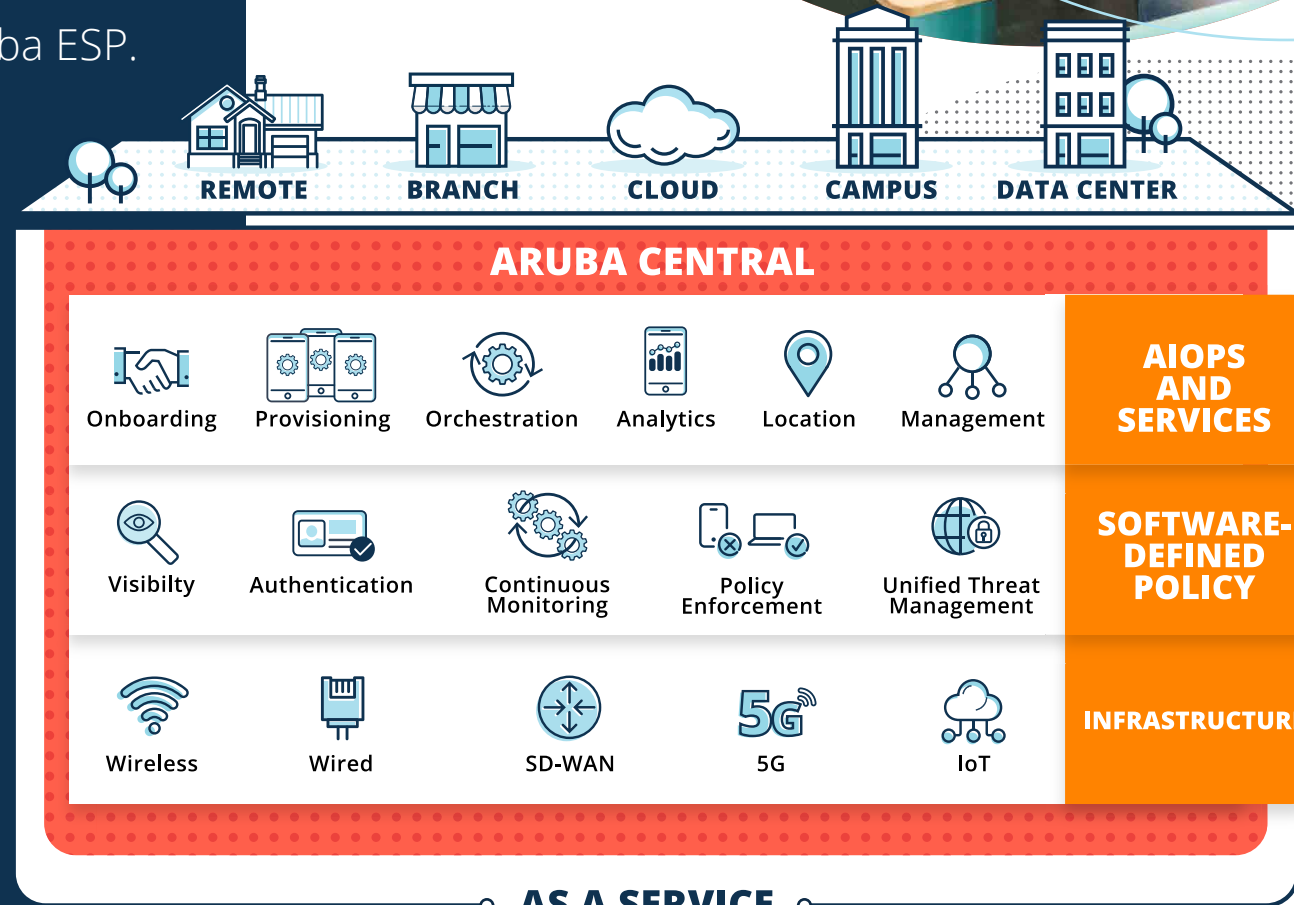 ba ESP.
REMOTE BRANCH CLOUD CAMPUS DATA CENTER
ARUBA CENTRAL
Onboarding Provisioning Orchestration Analytics Location Management
AIOPS
AND
SERVICES
Visibilty Authentication Continuous
Monitoring
Policy
Enforcement
Unified Threat
Management
SOFTWARE-
DEFINED
POLICY
5G
Wireless Wired SD-WAN 5G IoT
INFRASTRUCTUR
AS A SERVICE